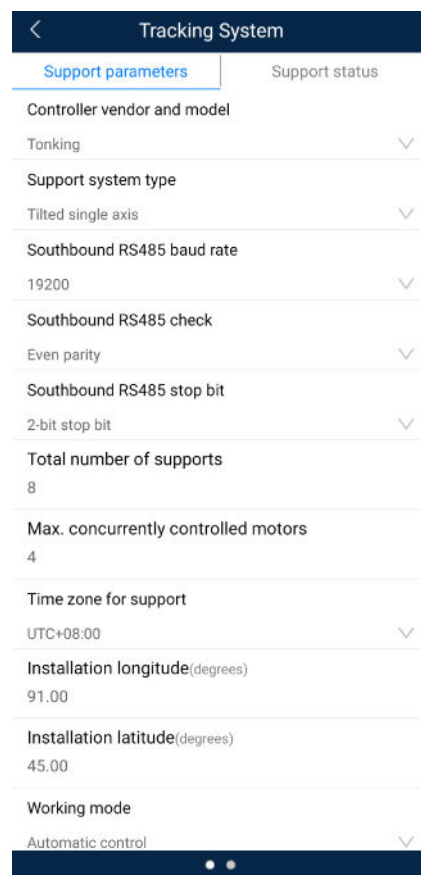 Tracking System
Support parameters
Support status
Controller vendor and model
Tonking
Support system type
Tilted single axis
Southbound RS485 baud rate
19200
Southbound RS485 check
Even parity
Southbound RS485 stop bit
2-bit stop bit
Total number of supports
8
Max. concurrently controlled motors
4
Time zone for support
UTC+08:00
Installation longitude(degrees)
91.00
Installation latitude(degrees)
45.00
Working mode
Automatic control